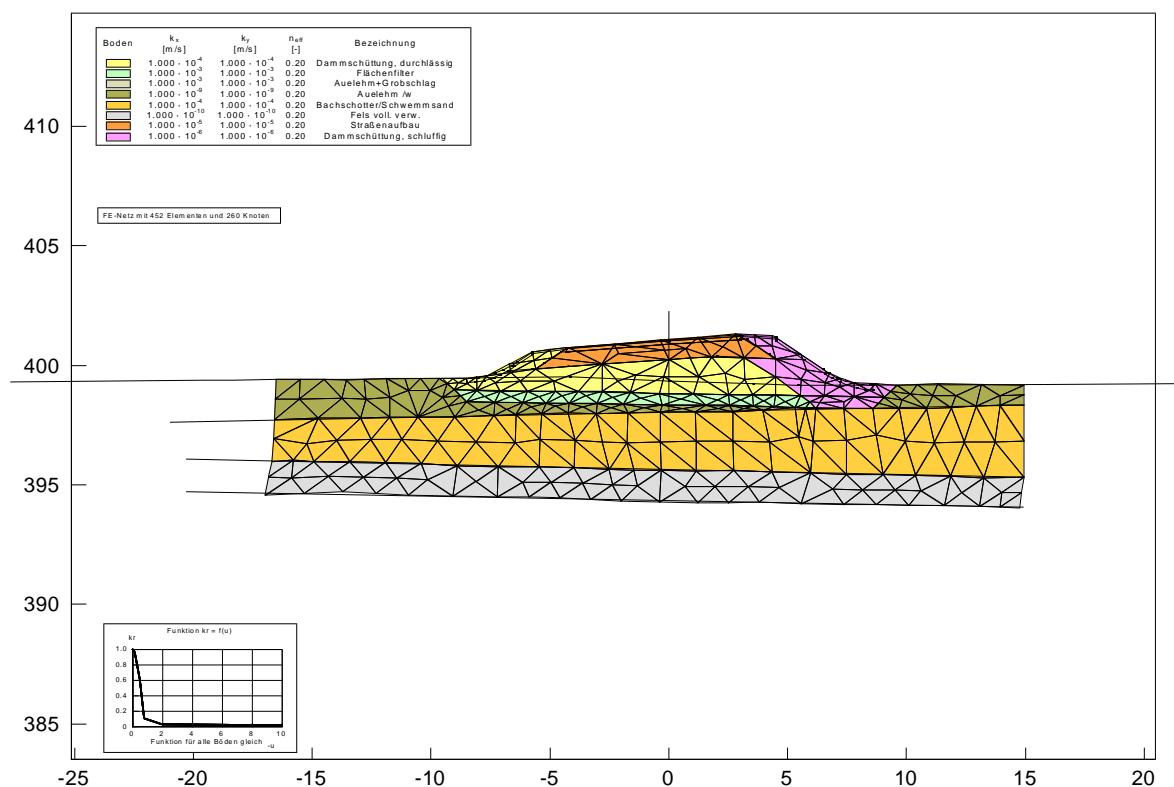 Boden kx ky neff Bezeichnung
[m/s] [m/s] [-]
1.000 · 10-4 1.000 · 10-4 0.20 Dammschüttung, durchlässig
1.000 · 10-3 1.000 · 10-3 0.20 Flächenfilter
1.000 · 10-3 1.000 · 10-3 0.20 Auelehm+Grobschlag
1.000 · 10-9 1.000 · 10-9 0.20 Auelehm /w
1.000 · 10-4 1.000 · 10-4 0.20 Bachschotter/Schwemmsand
1.000 · 10-10 1.000 · 10-10 0.20 Fels voll. verw.
1.000 · 10-5 1.000 · 10-5 0.20 Straßenaufbau
1.000 · 10-6 1.000 · 10-6 0.20 Dammschüttung, schluffig
410
FE-Netz mit 452 Elementen und 260 Knoten
405
400
395
390
Funktion kr = f(u)
kr
1.0
0.8
0.6
0.4
0.2
0
0 2 4 6 8 10
Funktion für alle Böden gleich -u
385
-25 -20 -15 -10 -5 0 5 10 15 20